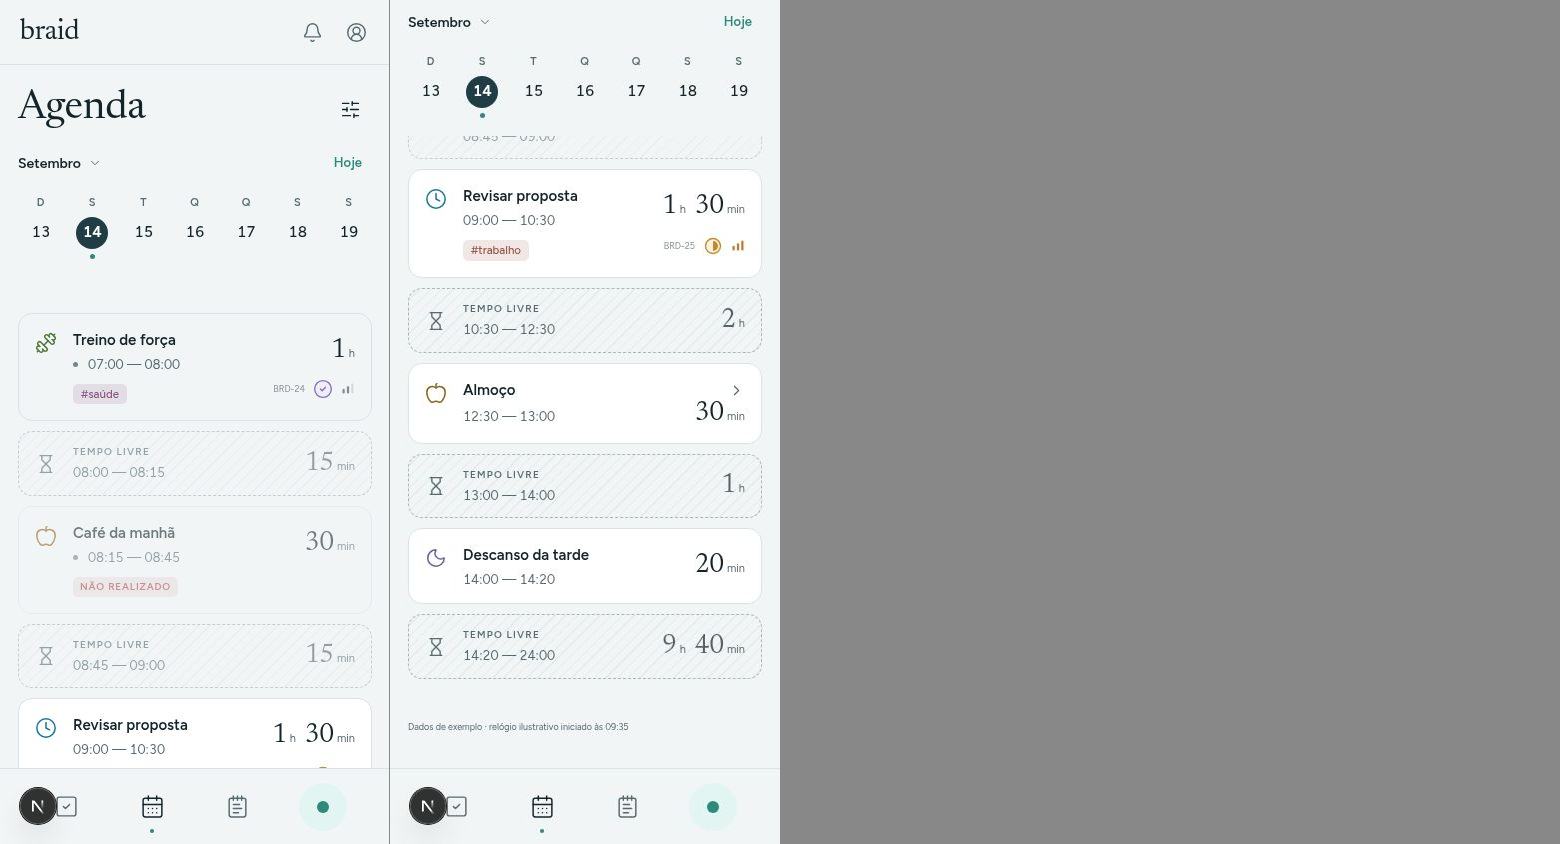 braid
Agenda
Setembro
Hoje
D S T Q Q S S
13 14 15 16 17 18 19
Treino de força
1 h
07:00 — 08:00
#saúde
BRD-24
TEMPO LIVRE
08:00 — 08:15
15 min
Café da manhã
30 min
08:15 — 08:45
NÃO REALIZADO
TEMPO LIVRE
08:45 — 09:00
15 min
Revisar proposta
1 h 30 min
09:00 — 10:30
N
Setembro
Hoje
D S T Q Q S S
13 14 15 16 17 18 19
08:45 — 09:00
Revisar proposta
1 h 30 min
09:00 — 10:30
#trabalho
BRD-25
TEMPO LIVRE
10:30 — 12:30
2 h
Almoço
12:30 — 13:00
30 min
TEMPO LIVRE
13:00 — 14:00
1 h
Descanso da tarde
14:00 — 14:20
20 min
TEMPO LIVRE
14:20 — 24:00
9 h 40 min
Dados de exemplo · relógio ilustrativo iniciado às 09:35
N